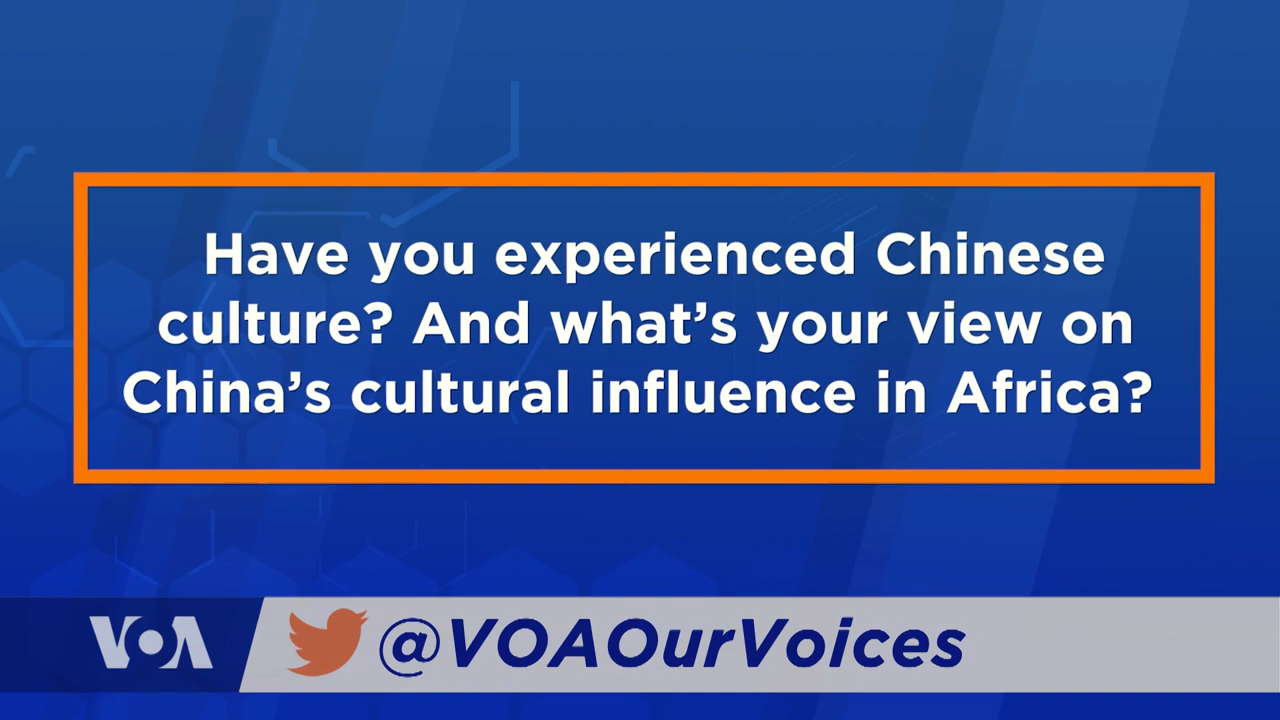 Have you experienced Chinese
culture? And what’s your view on
China’s cultural influence in Africa?
VOA @VOAOurVoices